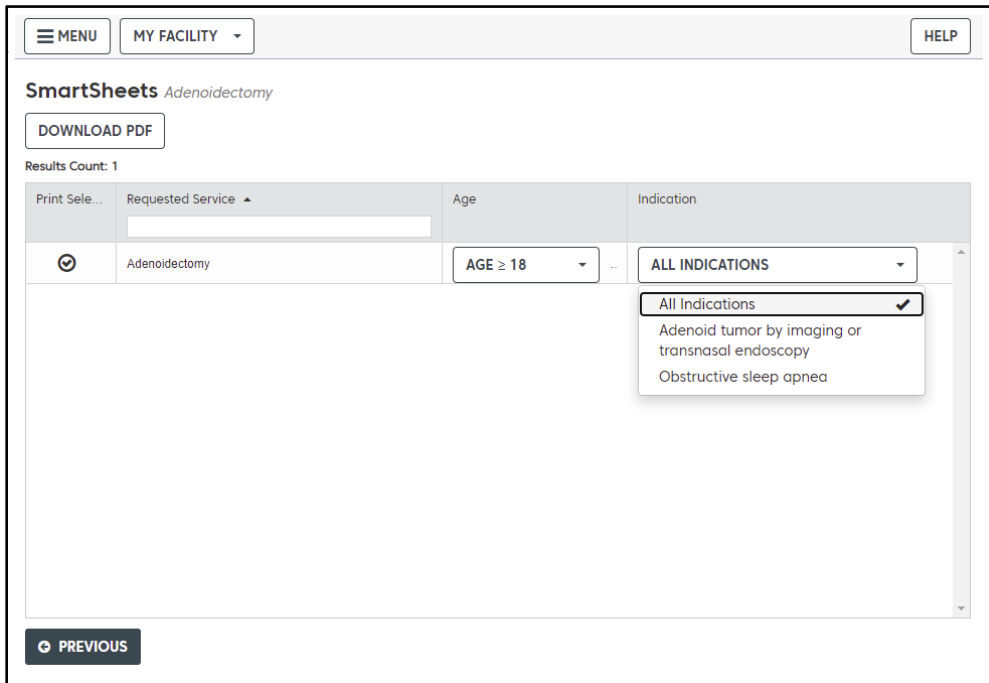 MENU MY FACILITY HELP
SmartSheets Adenoidectomy
DOWNLOAD PDF
Results Count: 1
Print Sele... Requested Service Age Indication
Adenoidectomy AGE ≥ 18 .. ALL INDICATIONS
All Indications
Adenoid tumor by imaging or
transnasal endoscopy
Obstructive sleep apnea
PREVIOUS